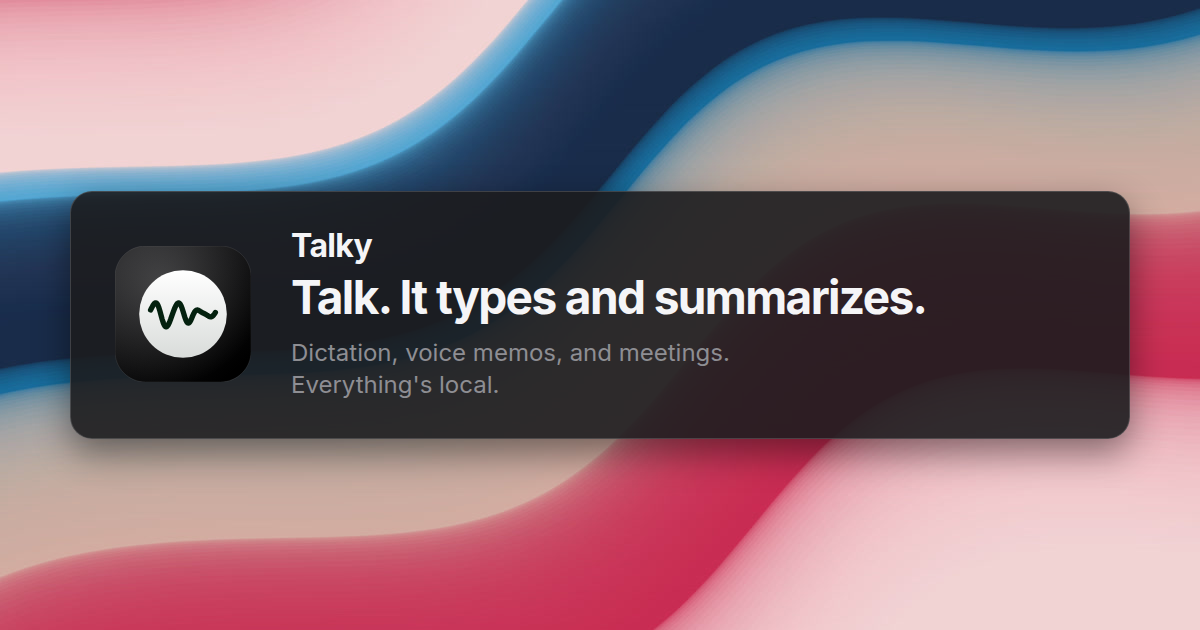 Talky
Talk. It types and summarizes.
Dictation, voice memos, and meetings.
Everything's local.